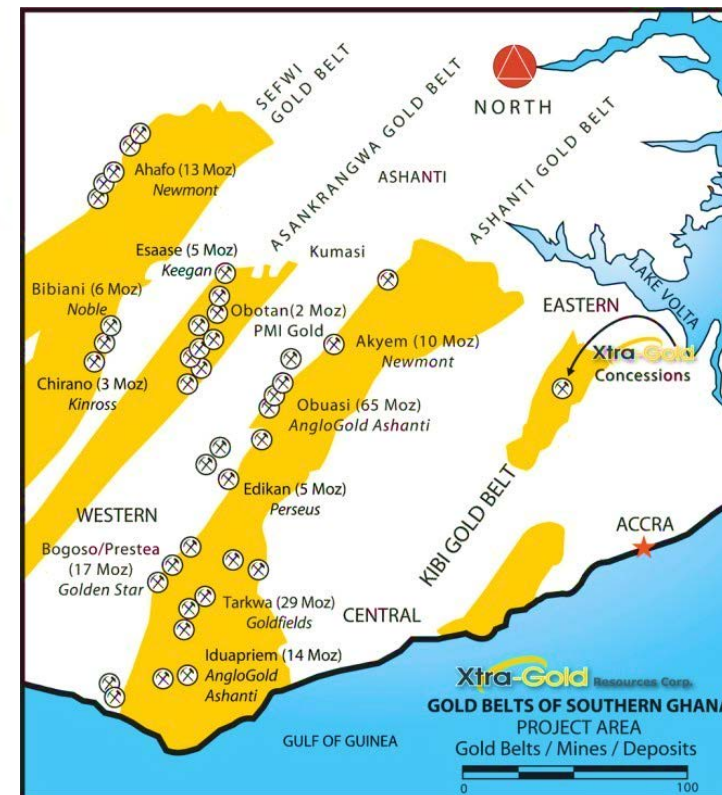 SEFWI
GOLD BELT
ASANKRANGWA GOLD BELT
ASHANTI GOLD BELT
NORTH
ASHANTI
Ahafo (13 Moz)
Newmont
Esaase (5 Moz)
Keegan
Kumasi
LAKE VOLTA
Bibiani (6 Moz)
Noble
Obotan(2 Moz)
PMI Gold
EASTERN
Akyem (10 Moz)
Newmont
Xtra-Gold
Concessions
Chirano (3 Moz)
Kinross
Obuasi (65 Moz)
AngloGold Ashanti
Edikan (5 Moz)
Perseus
KIBI GOLD BELT
WESTERN
ACCRA
Bogoso/Prestea
(17 Moz)
Golden Star
Tarkwa (29 Moz)
Goldfields
CENTRAL
Iduapriem (14 Moz)
AngloGold
Ashanti
GULF OF GUINEA
Xtra-Gold Resources Corp.
GOLD BELTS OF SOUTHERN GHANA
PROJECT AREA
Gold Belts / Mines / Deposits
0 100